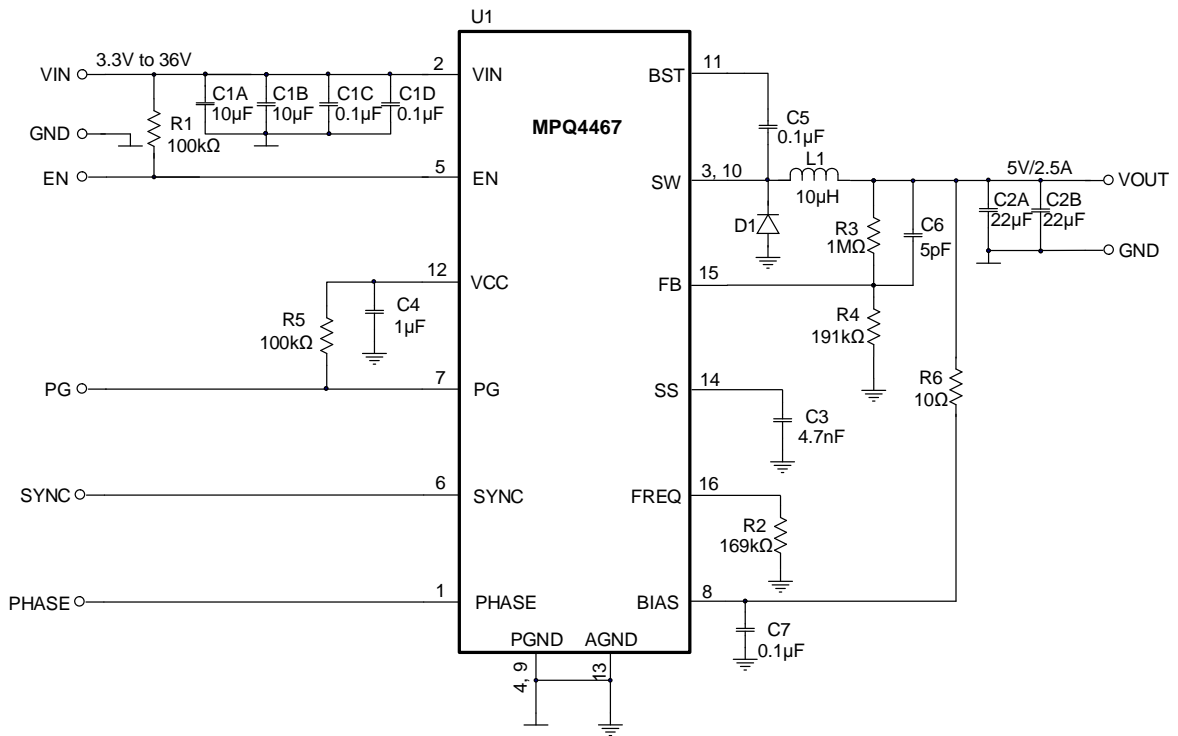 U1
3.3V to 36V
VIN
2
VIN
BST
11
C1A
10µF
C1B
10µF
C1C
0.1µF
C1D
0.1µF
GND
R1
100kΩ
MPQ4467
C5
0.1µF
EN
5
EN
SW
3, 10
L1
10µH
5V/2.5A
VOUT
D1
R3
1MΩ
C6
5pF
C2A
22µF
C2B
22µF
GND
12
VCC
FB
15
C4
1µF
R5
100kΩ
R4
191kΩ
PG
7
PG
SS
14
R6
10Ω
C3
4.7nF
SYNC
6
SYNC
FREQ
16
R2
169kΩ
PHASE
1
PHASE
BIAS
8
C7
0.1µF
PGND
AGND
4, 9
13